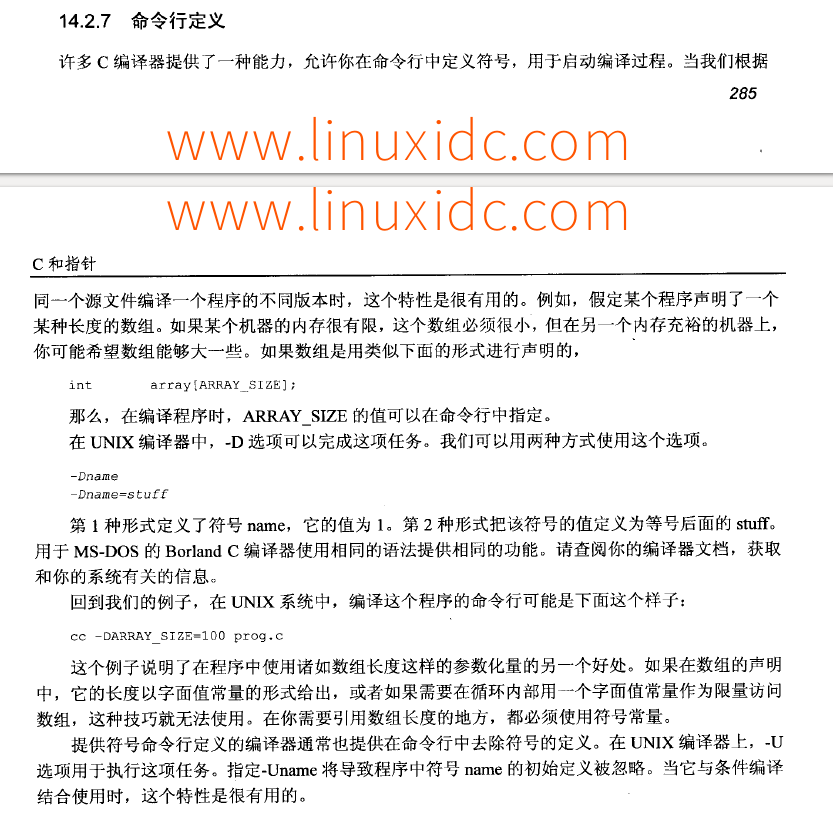 14.2.7 命令行定义
许多 C 编译器提供了一种能力，允许你在命令行中定义符号，用于启动编译过程。当我们根据
285
www.linuxidc.com
www.linuxidc.com
C 和指针
同一个源文件编译一个程序的不同版本时，这个特性是很有用的。例如，假定某个程序声明了一个
某种长度的数组。如果某个机器的内存很有限，这个数组必须很小，但在另一个内存充裕的机器上，
你可能希望数组能够大一些。如果数组是用类似下面的形式进行声明的，
int array[ARRAY_SIZE];
那么，在编译程序时，ARRAY_SIZE 的值可以在命令行中指定。
在 UNIX 编译器中，-D 选项可以完成这项任务。我们可以用两种方式使用这个选项。
-Dname
-Dname=stuff
第 1 种形式定义了符号 name，它的值为 1。第 2 种形式把该符号的值定义为等号后面的 stuff。
用于 MS-DOS 的 Borland C 编译器使用相同的语法提供相同的功能。请查阅你的编译器文档，获取
和你的系统有关的信息。
回到我们的例子，在 UNIX 系统中，编译这个程序的命令行可能是下面这个样子：
cc -DARRAY_SIZE=100 prog.c
这个例子说明了在程序中使用诸如数组长度这样的参数化量的另一个好处。如果在数组的声明
中，它的长度以字面值常量的形式给出，或者如果需要在循环内部用一个字面值常量作为限量访问
数组，这种技巧就无法使用。在你需要引用数组长度的地方，都必须使用符号常量。
提供符号命令行定义的编译器通常也提供在命令行中去除符号的定义。在 UNIX 编译器上，-U
选项用于执行这项任务。指定-Uname 将导致程序中符号 name 的初始定义被忽略。当它与条件编译
结合使用时，这个特性是很有用的。